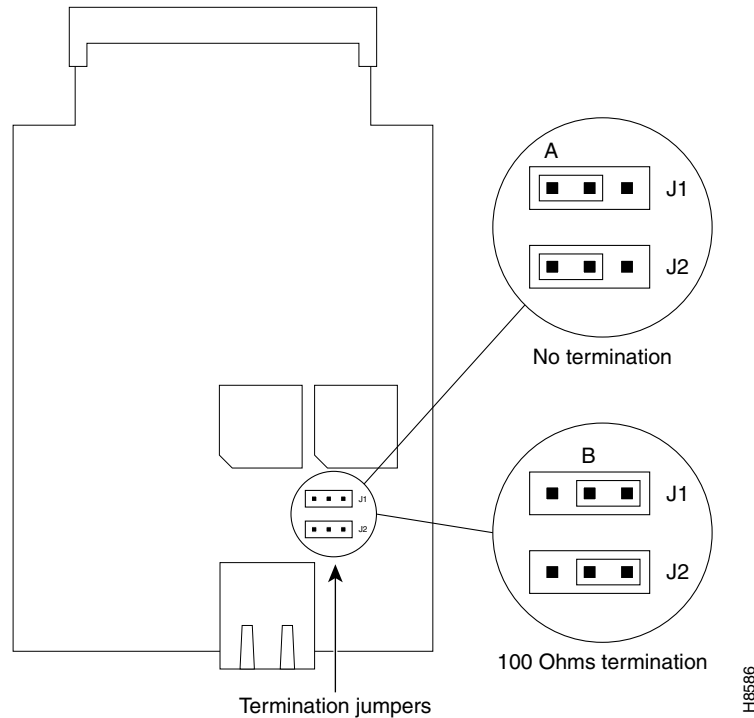 A
J1
J2
No termination
B
J1
J2
100 Ohms termination
J1
J2
Termination jumpers
H8586